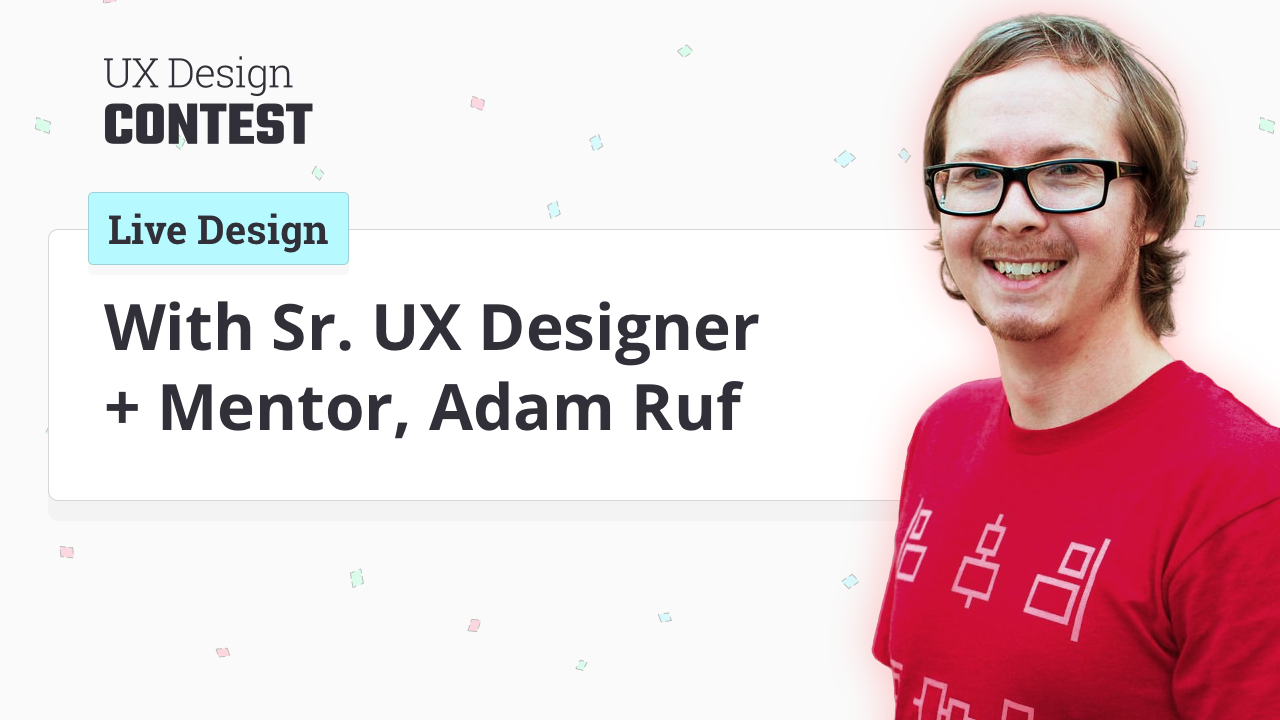 UX Design
CONTEST
Live Design
With Sr. UX Designer
+ Mentor, Adam Ruf